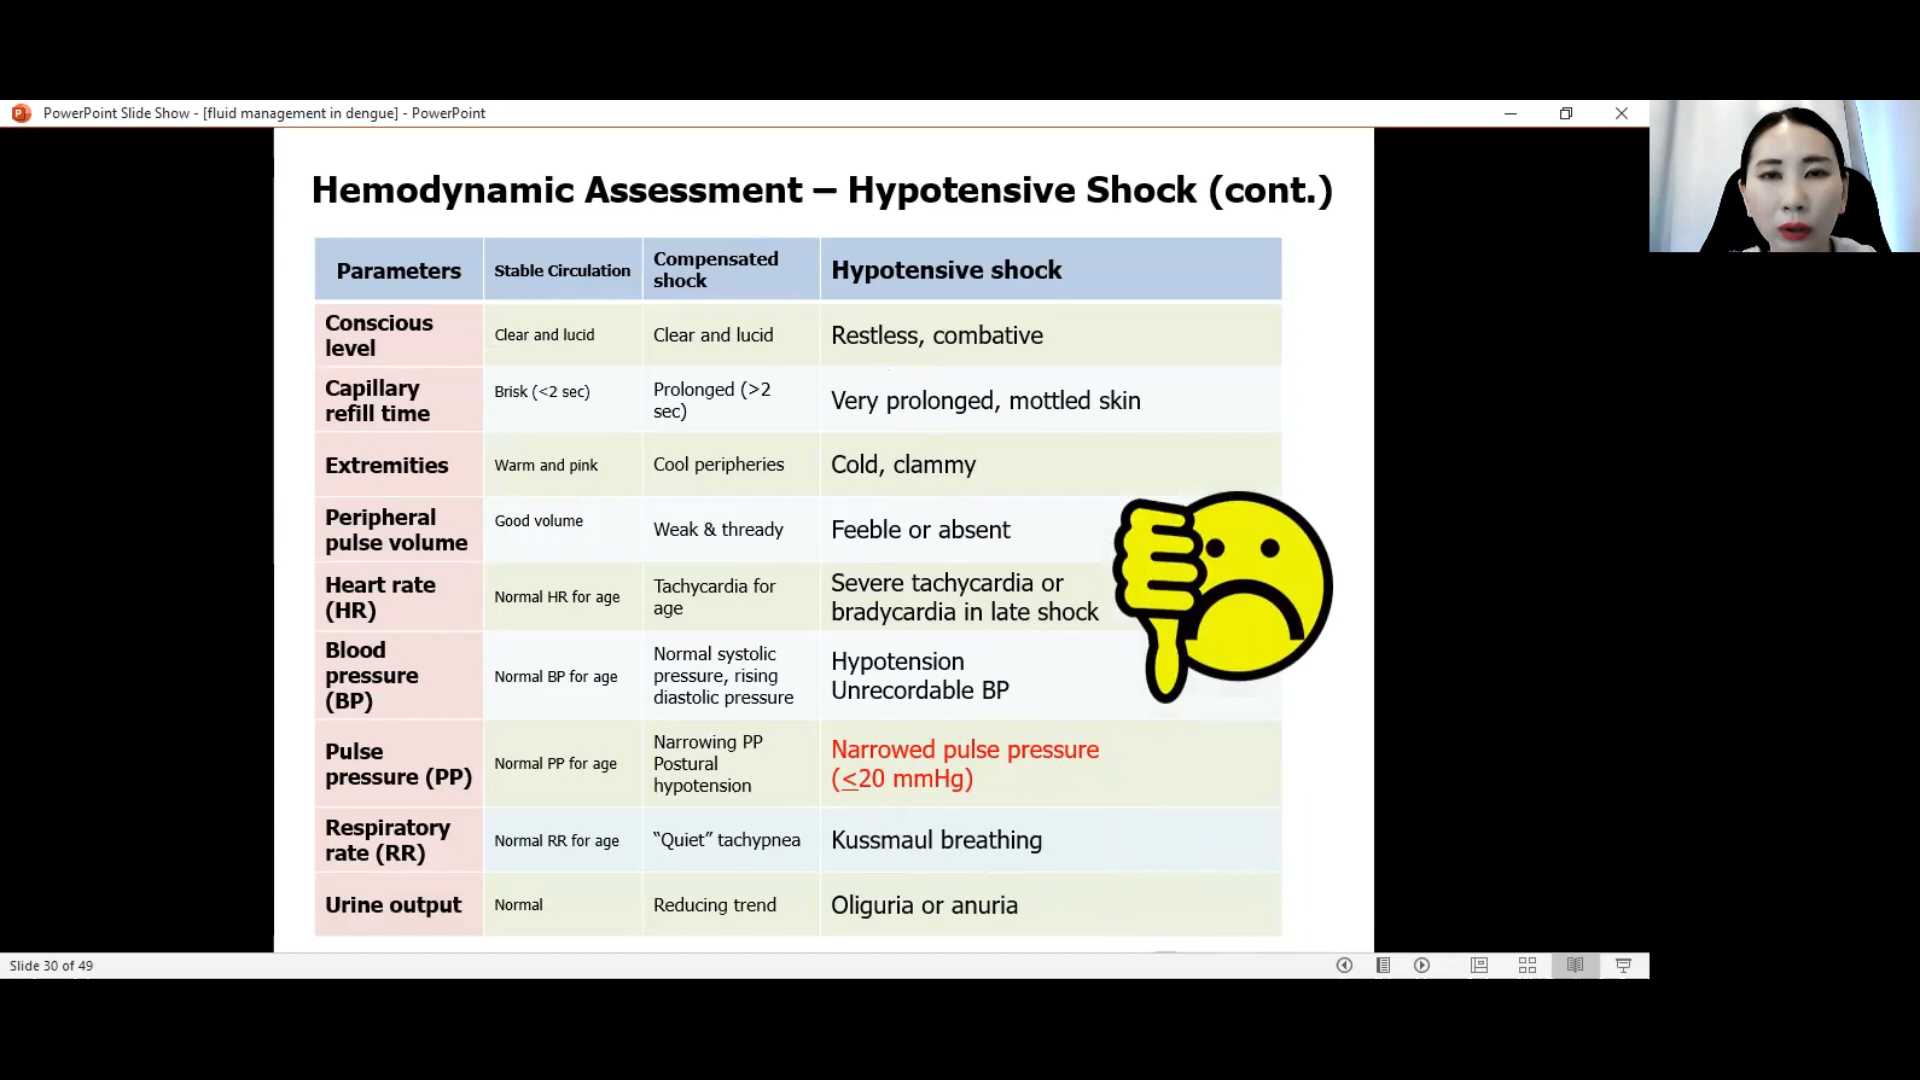 PowerPoint Slide Show - [fluid management in dengue] - PowerPoint
Hemodynamic Assessment – Hypotensive Shock (cont.)
Parameters
Stable Circulation
Compensated
shock
Hypotensive shock
Conscious
level
Clear and lucid
Clear and lucid
Restless, combative
Capillary
refill time
Brisk (<2 sec)
Prolonged (>2
sec)
Very prolonged, mottled skin
Extremities
Warm and pink
Cool peripheries
Cold, clammy
Peripheral
pulse volume
Good volume
Weak & thready
Feeble or absent
Heart rate
(HR)
Normal HR for age
Tachycardia for
age
Severe tachycardia or
bradycardia in late shock
Blood
pressure
(BP)
Normal BP for age
Normal systolic
pressure, rising
diastolic pressure
Hypotension
Unrecordable BP
Pulse
pressure (PP)
Normal PP for age
Narrowing PP
Postural
hypotension
Narrowed pulse pressure
(≤20 mmHg)
Respiratory
rate (RR)
Normal RR for age
“Quiet” tachypnea
Kussmaul breathing
Urine output
Normal
Reducing trend
Oliguria or anuria
Slide 30 of 49